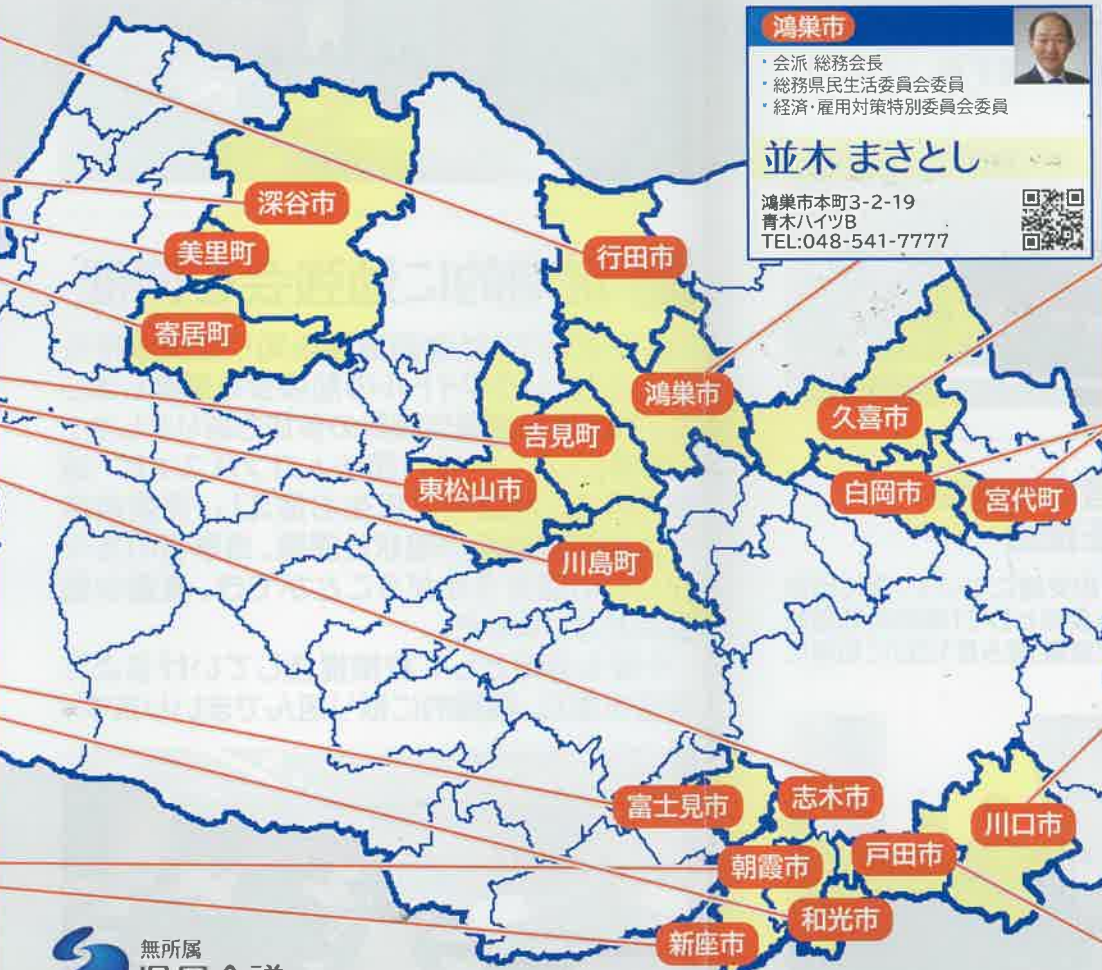 鴻巣市
・会派 総務会長
・総務県民生活委員会委員
・経済・雇用対策特別委員会委員
並木 まさとし
鴻巣市本町3-2-19
青木ハイツB
TEL:048-541-7777
深谷市
美里町
寄居町
行田市
鴻巣市
久喜市
吉見町
東松山市
白岡市
宮代町
川島町
富士見市
志木市
川口市
朝霞市
戸田市
和光市
新座市
無所属